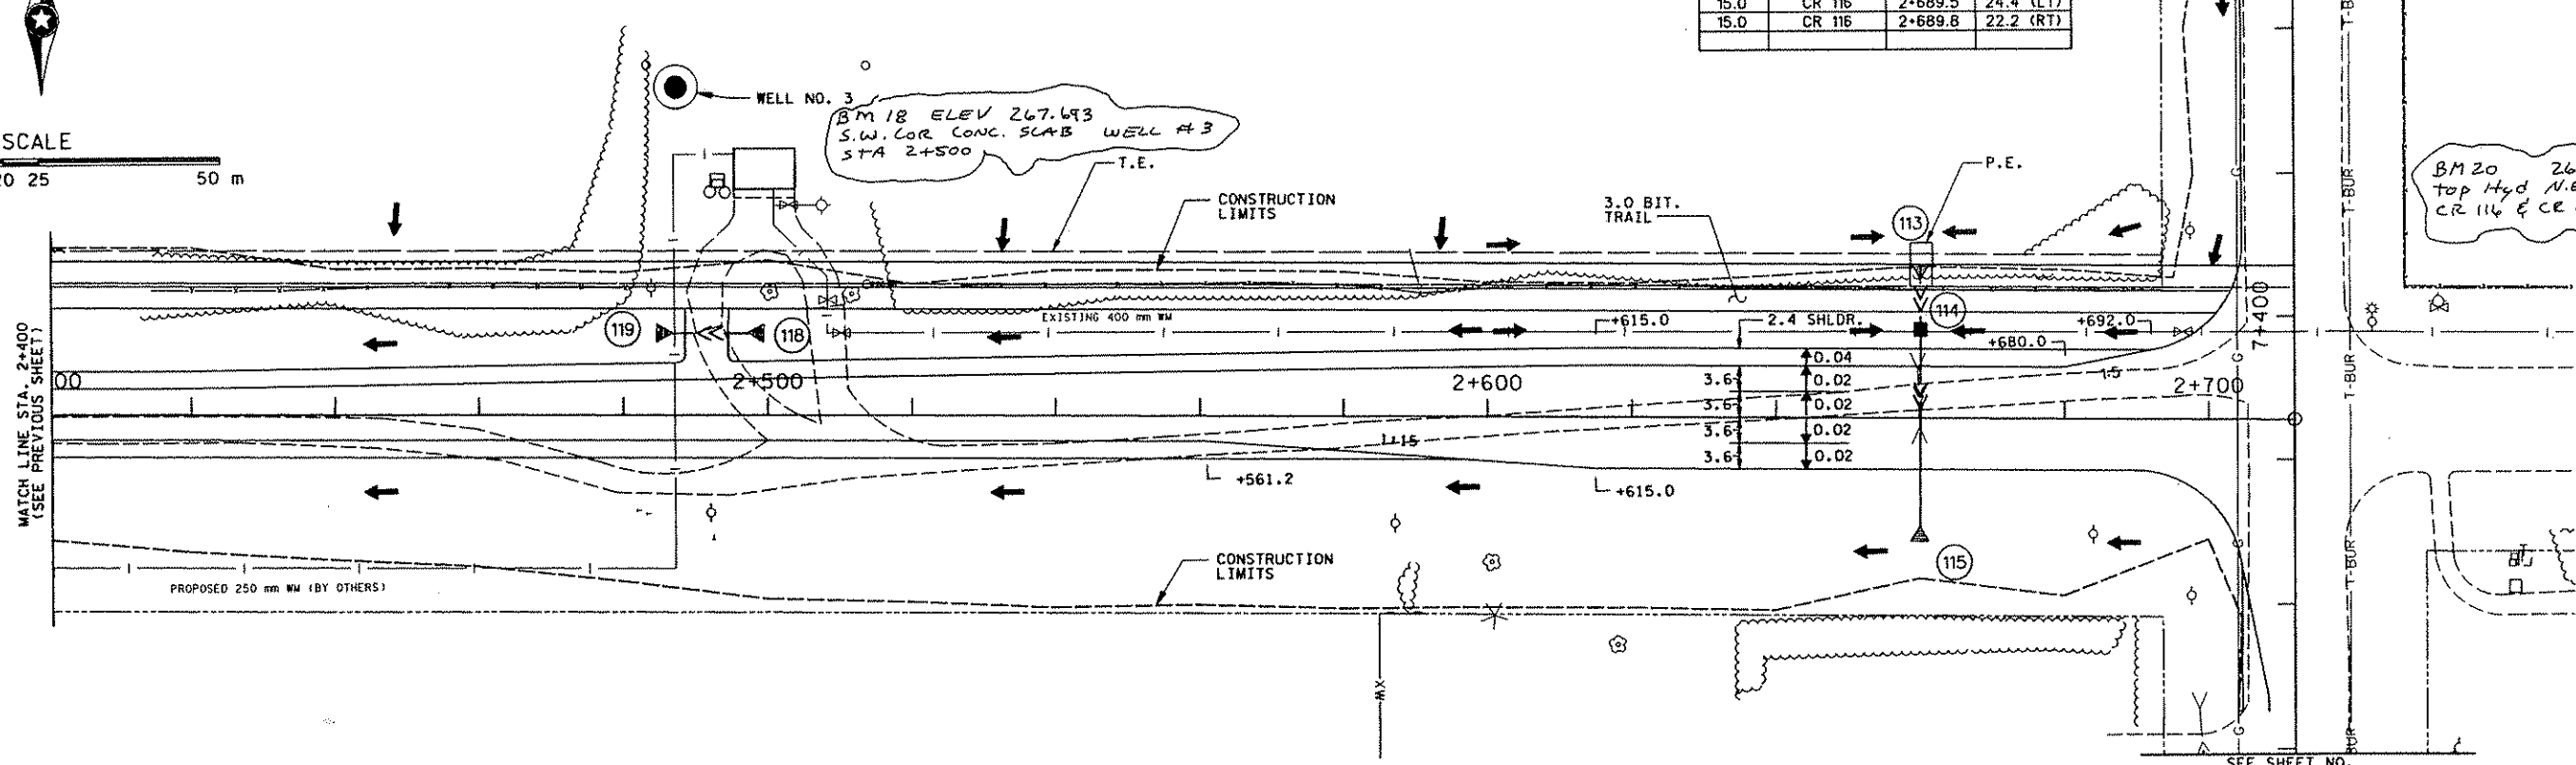 15.0 CR 116 2+689.5 24.4 (LT)
15.0 CR 116 2+689.8 22.2 (RT)
WELL NO. 3
BM 18 ELEV 267.693
S.W. COR CONC. SLAB WELL #3
STA 2+500
SCALE
20 25 50 m
T.E.
P.E.
CONSTRUCTION
LIMITS
3.0 BIT.
TRAIL
BM 20 26
top Hyd N.E
CR 116 & CR
T-BUR
T-BUR
T-BUR
T-BUR
G
G
G
G
113
114
119
118
EXISTING 400 mm WM
+615.0
2.4 SHLDR.
+692.0
+680.0
7+400
MATCH LINE STA. 2+400
(SEE PREVIOUS SHEET)
00
2+500
2+600
2+700
0.04
3.6 0.02
3.6 0.02
3.6 0.02
3.6 0.02
1:5
1:15
+561.2
+615.0
115
CONSTRUCTION
LIMITS
PROPOSED 250 mm WM (BY OTHERS)
SEE SHEET NO.